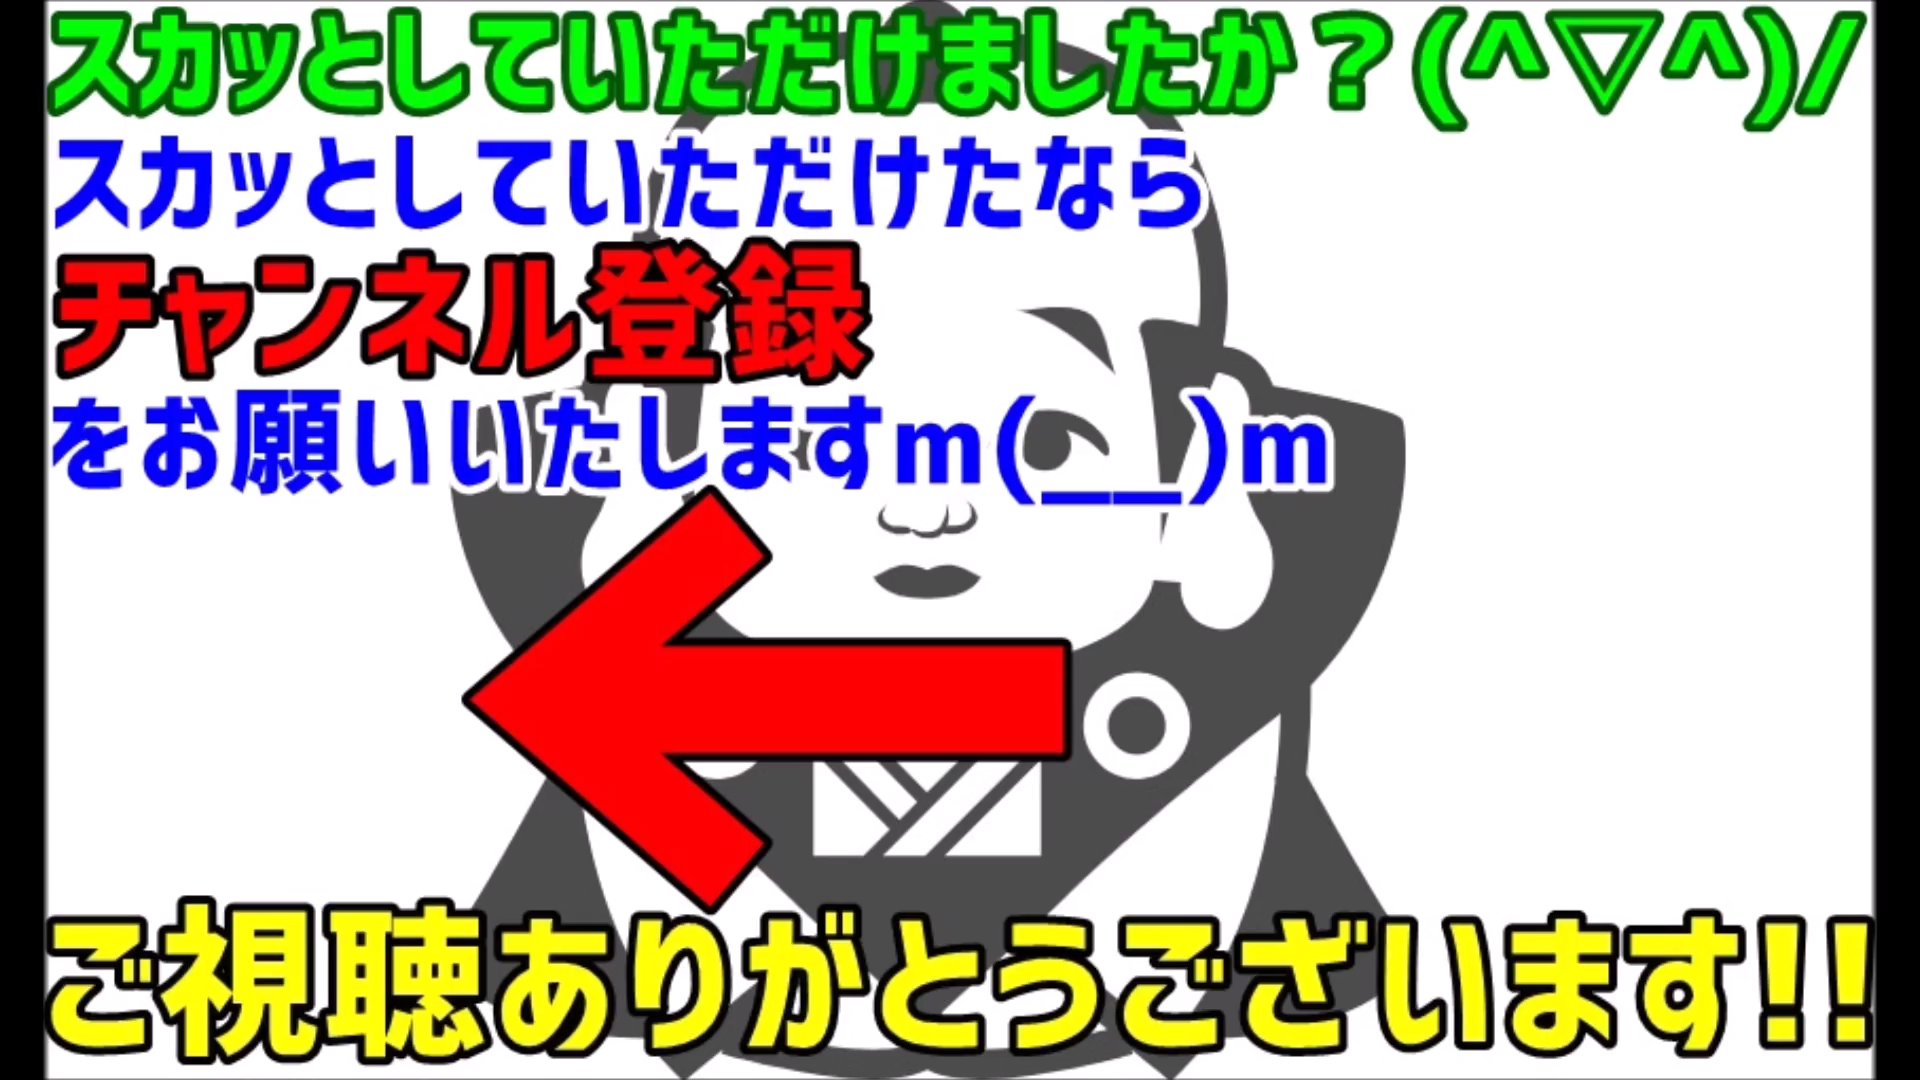 スカッとしていただけましたか？(^▽^)/
スカッとしていただけたなら
チャンネル登録
をお願いいたしますm(__)m
ご視聴ありがとうございます!!